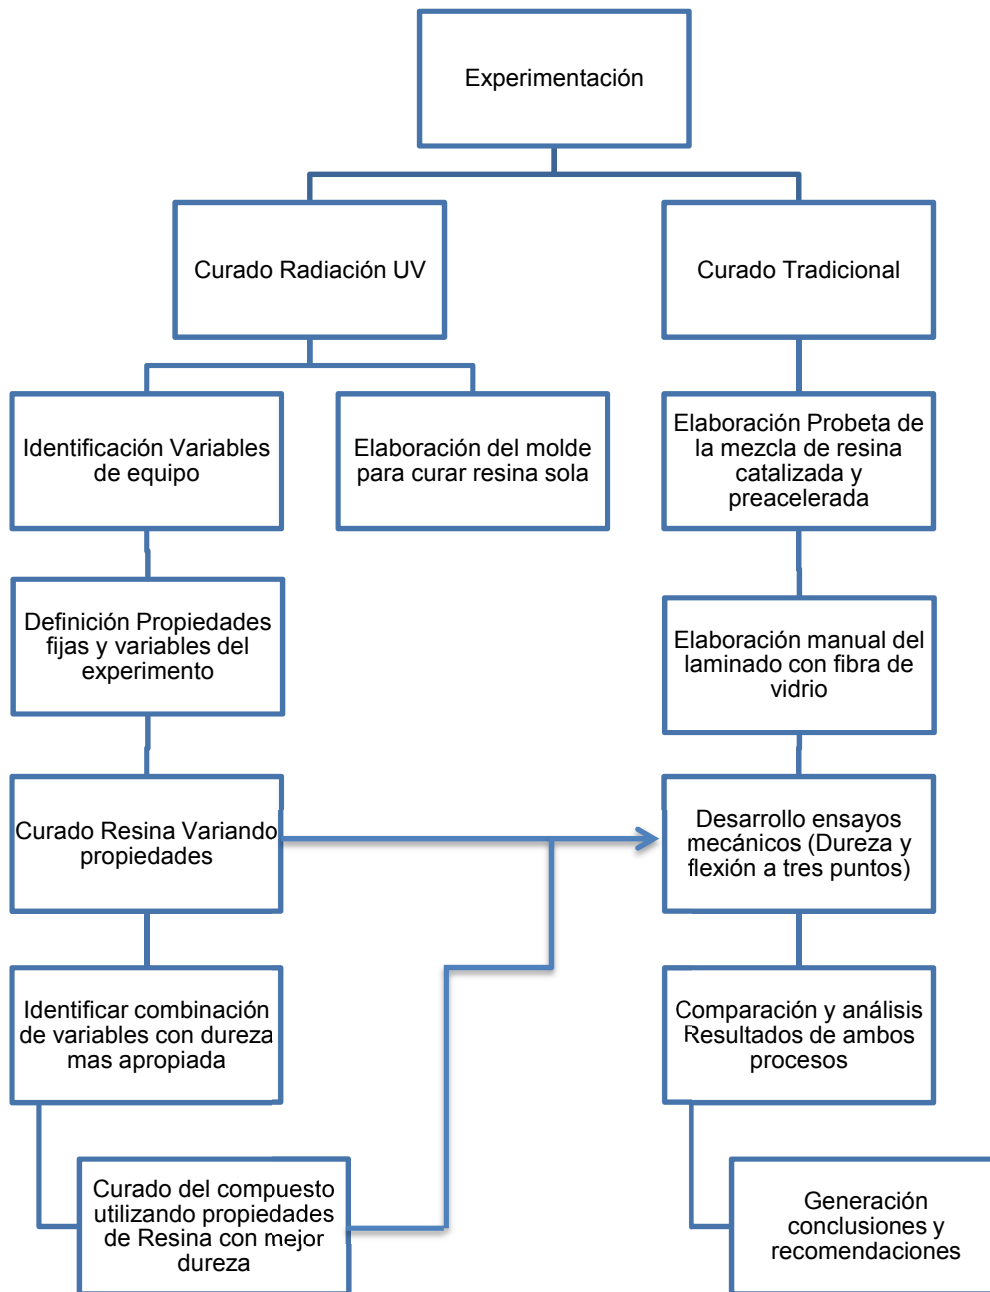 Experimentación
Curado Radiación UV
Curado Tradicional
Identificación Variables
de equipo
Elaboración del molde
para curar resina sola
Elaboración Probeta de
la mezcla de resina
catalizada y
preacelerada
Definición Propiedades
fijas y variables del
experimento
Elaboración manual del
laminado con fibra de
vidrio
Curado Resina Variando
propiedades
Desarrollo ensayos
mecánicos (Dureza y
flexión a tres puntos)
Identificar combinación
de variables con dureza
mas apropiada
Comparación y análisis
Resultados de ambos
procesos
Curado del compuesto
utilizando propiedades
de Resina con mejor
dureza
Generación
conclusiones y
recomendaciones